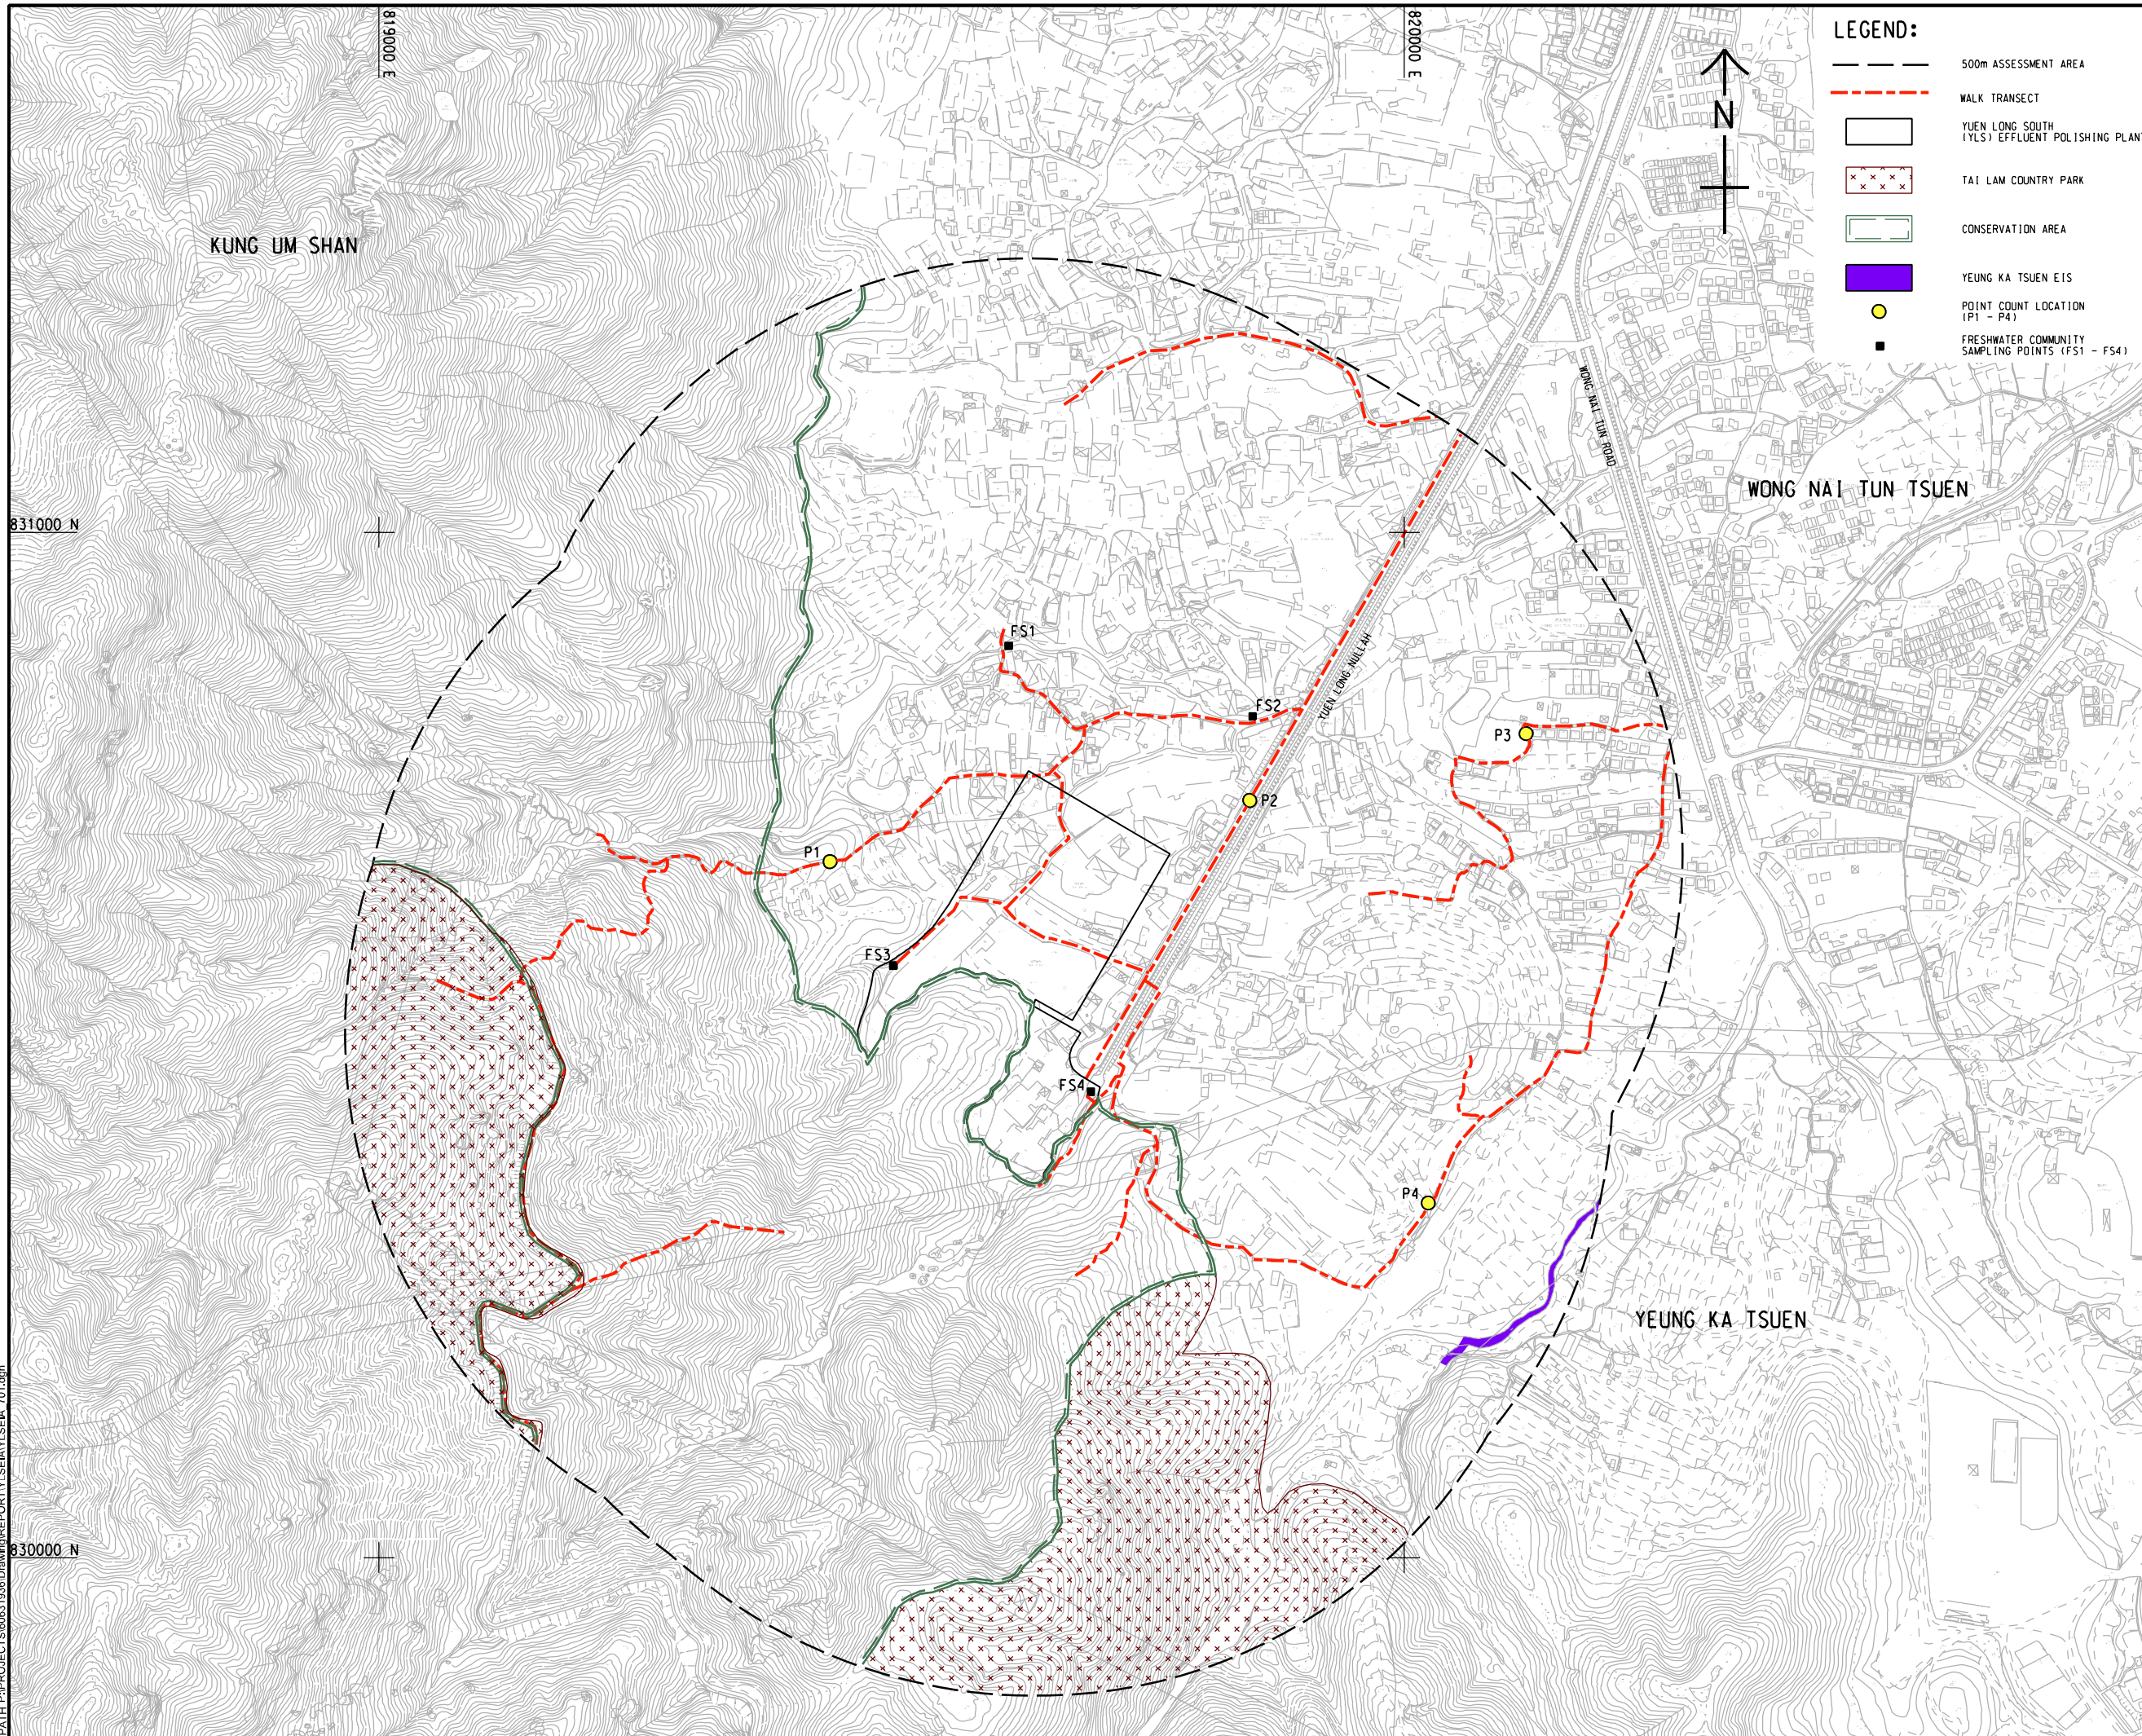 819000 E
820000 E
LEGEND:
500m ASSESSMENT AREA
WALK TRANSECT
YUEN LONG SOUTH
(YLS) EFFLUENT POLISHING PLANT
TAI LAM COUNTRY PARK
CONSERVATION AREA
YEUNG KA TSUEN EIS
POINT COUNT LOCATION
(P1 - P4)
FRESHWATER COMMUNITY
SAMPLING POINTS (FS1 - FS4)
N
KUNG UM SHAN
WONG NAI TUN ROAD
WONG NAI TUN TSUEN
831000 N
FS1
YUEN LONG NULLAH
FS2
P3
P2
P1
FS3
FS4
P4
YEUNG KA TSUEN
830000 N